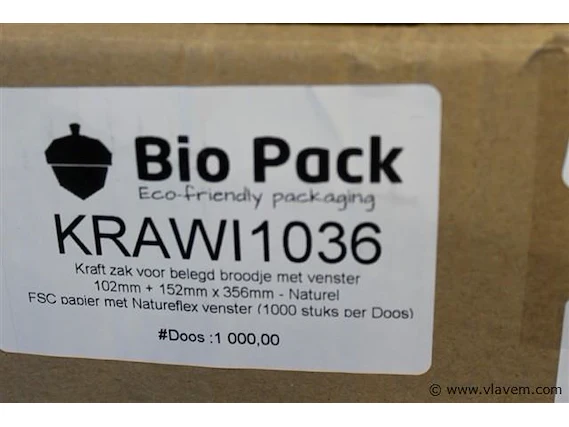 Bio Pack
Eco-friendly packaging
KRAWI1036
Kraft zak voor belegd broodje met venster
102mm + 152mm x 356mm - Naturel
FSC papier met Natureflex venster (1000 stuks per Doos)
#Doos :1 000,00
© www.vlavem.com